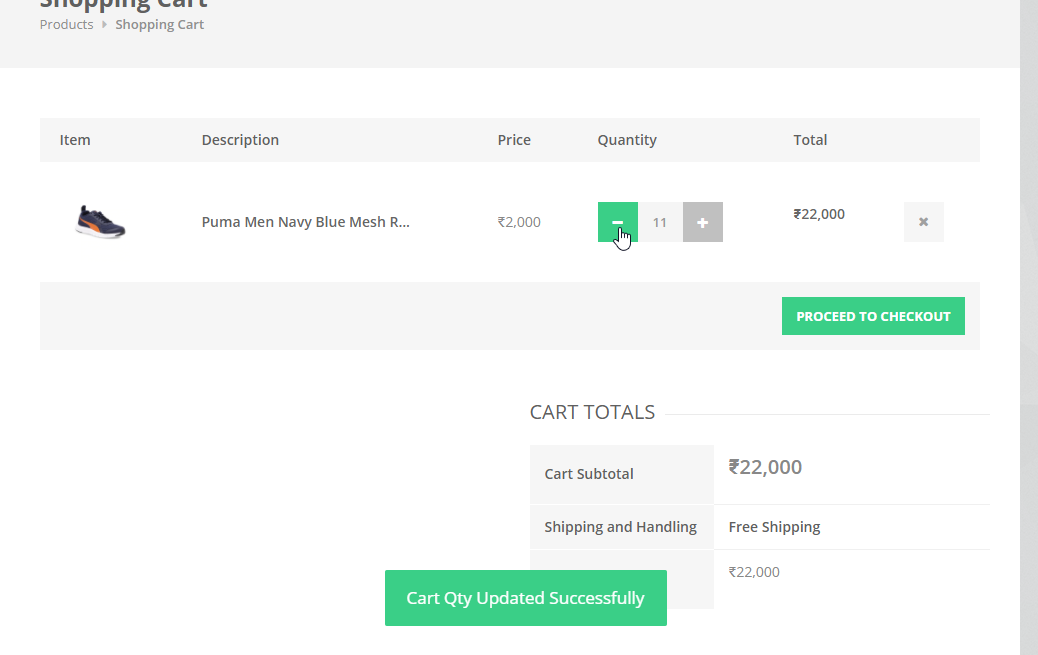 Shopping Cart
Products Shopping Cart
Item Description Price Quantity Total
Puma Men Navy Blue Mesh R... ₹2,000 − 11 + ₹22,000 ×
PROCEED TO CHECKOUT
CART TOTALS
Cart Subtotal ₹22,000
Shipping and Handling Free Shipping
₹22,000
Cart Qty Updated Successfully